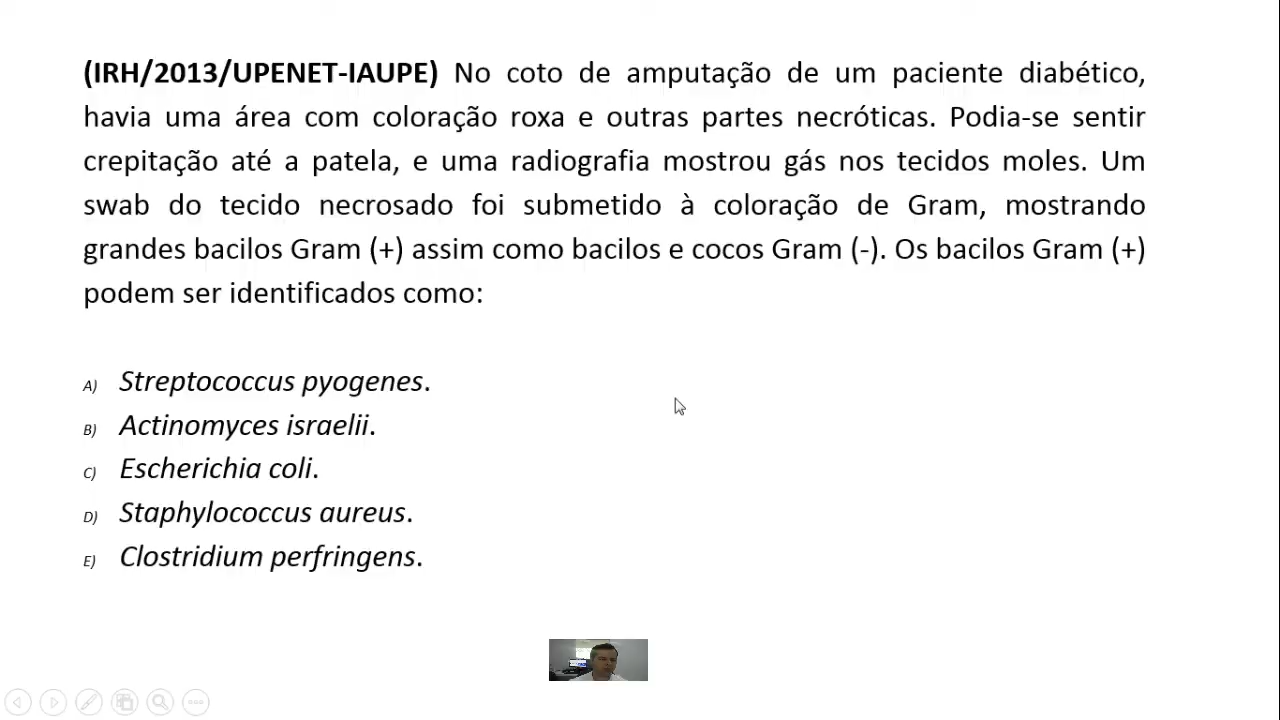 (IRH/2013/UPENET-IAUPE) No coto de amputação de um paciente diabético,
havia uma área com coloração roxa e outras partes necróticas. Podia-se sentir
crepitação até a patela, e uma radiografia mostrou gás nos tecidos moles. Um
swab do tecido necrosado foi submetido à coloração de Gram, mostrando
grandes bacilos Gram (+) assim como bacilos e cocos Gram (-). Os bacilos Gram (+)
podem ser identificados como:
A) Streptococcus pyogenes.
B) Actinomyces israelii.
C) Escherichia coli.
D) Staphylococcus aureus.
E) Clostridium perfringens.